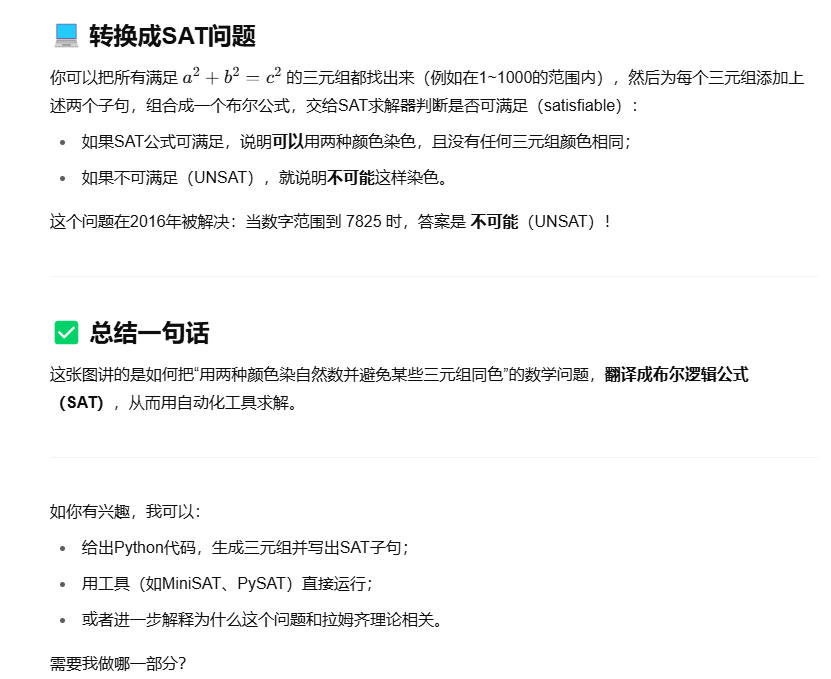 💻 转换成SAT问题
你可以把所有满足 a² + b² = c² 的三元组都找出来（例如在1~1000的范围内），然后为每个三元组添加上
述两个子句，组合成一个布尔公式，交给SAT求解器判断是否可满足（satisfiable）：
• 如果SAT公式可满足，说明可以用两种颜色染色，且没有任何三元组颜色相同；
• 如果不可满足（UNSAT），就说明不可能这样染色。
这个问题在2016年被解决：当数字范围到 7825 时，答案是 不可能（UNSAT）！
✅ 总结一句话
这张图讲的是如何把“用两种颜色染自然数并避免某些三元组同色”的数学问题，翻译成布尔逻辑公式
（SAT），从而用自动化工具求解。
如你有兴趣，我可以：
• 给出Python代码，生成三元组并写出SAT子句；
• 用工具（如MiniSAT、PySAT）直接运行；
• 或者进一步解释为什么这个问题和拉姆齐理论相关。
需要我做哪一部分？